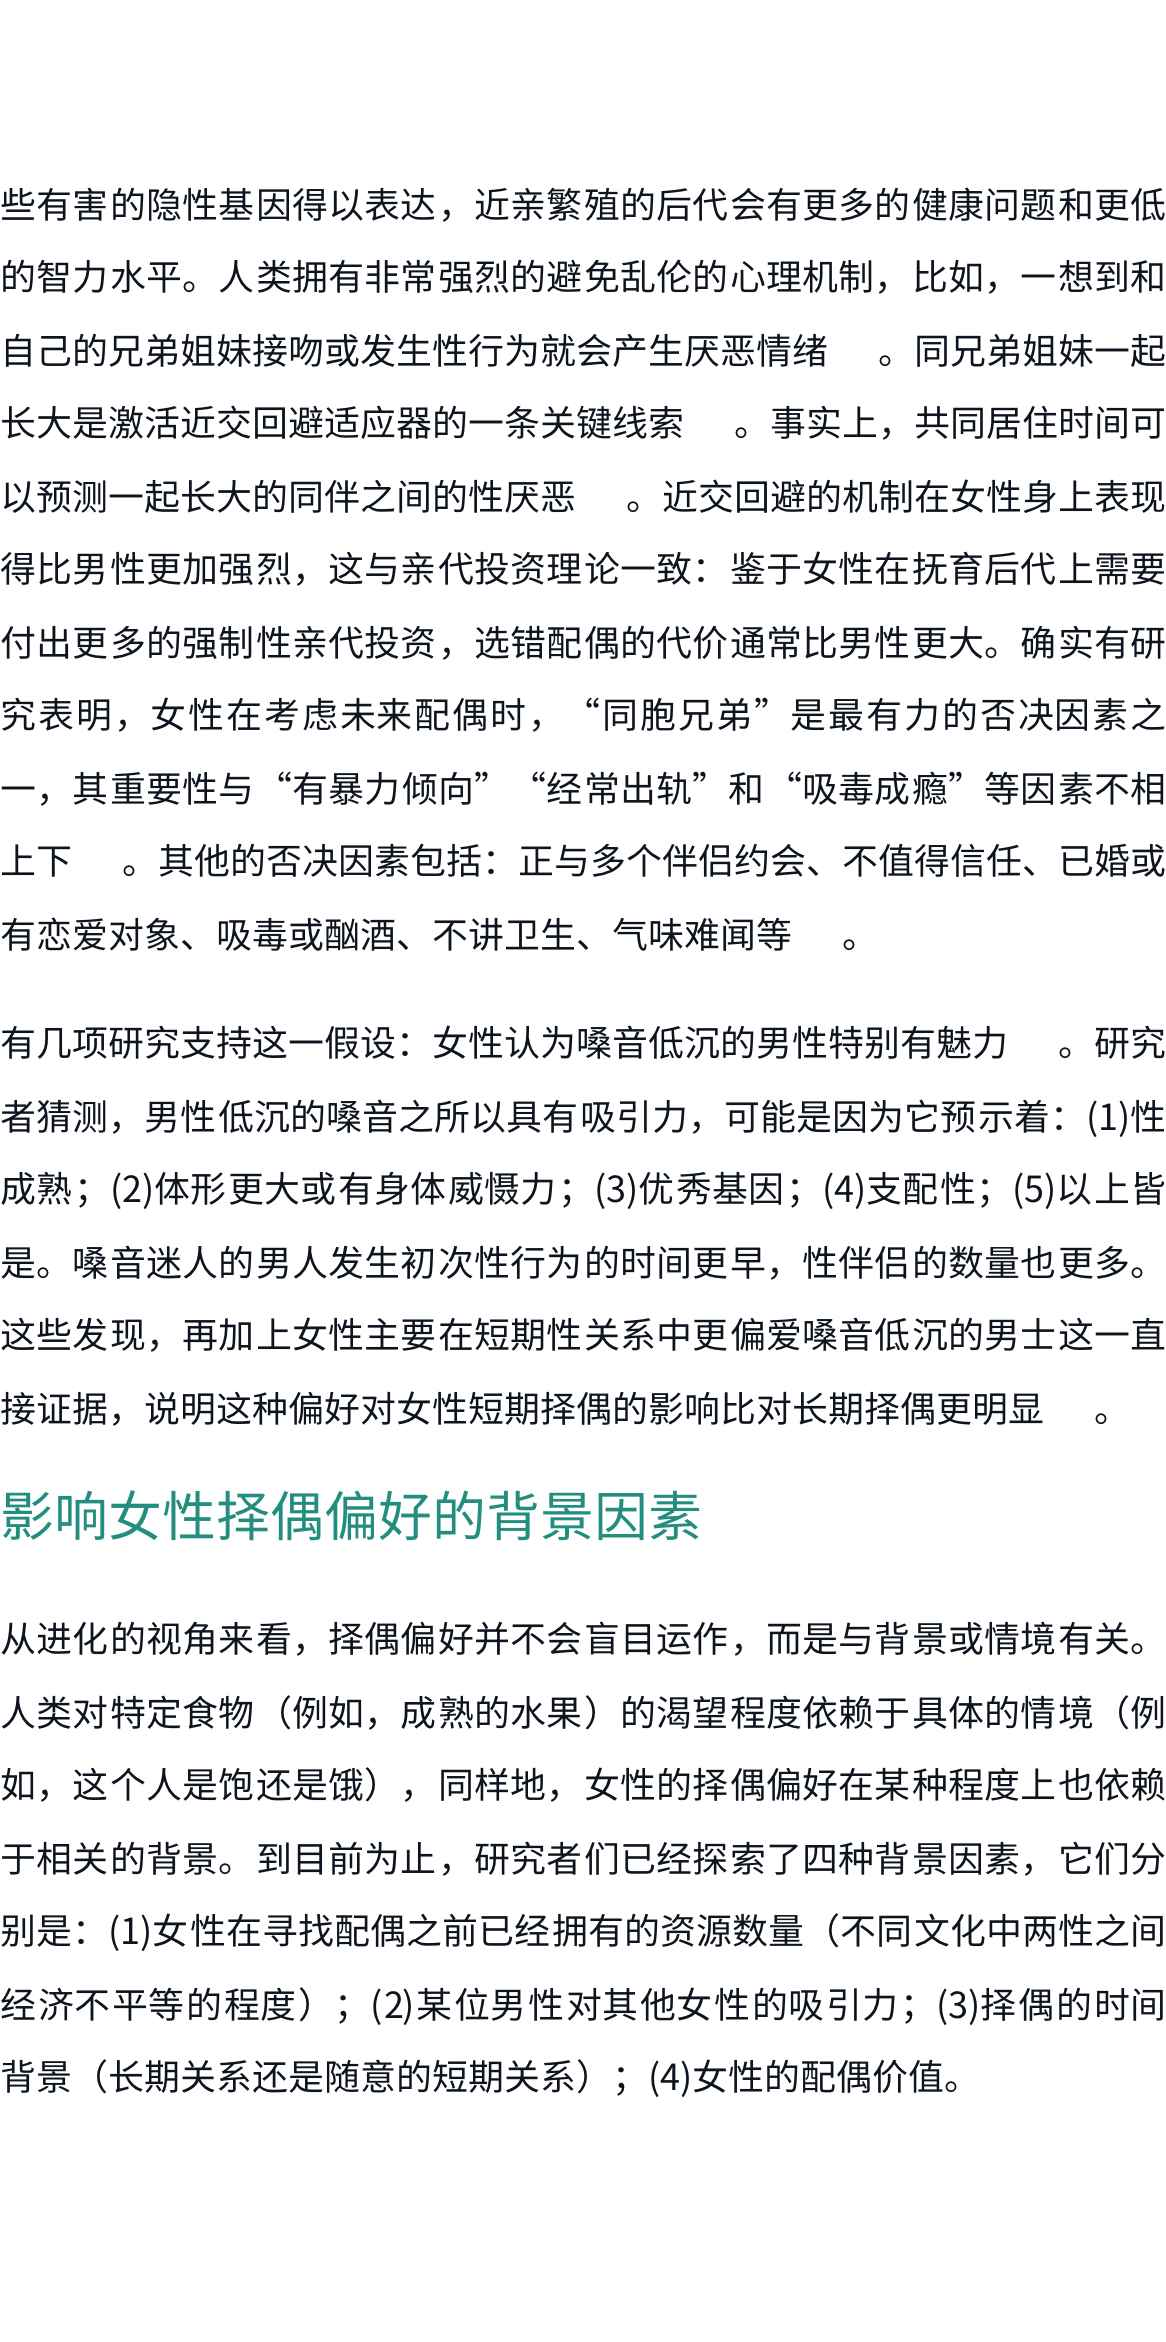 些有害的隐性基因得以表达，近亲繁殖的后代会有更多的健康问题和更低
的智力水平。人类拥有非常强烈的避免乱伦的心理机制，比如，一想到和
自己的兄弟姐妹接吻或发生性行为就会产生厌恶情绪 。同兄弟姐妹一起
长大是激活近交回避适应器的一条关键线索 。事实上，共同居住时间可
以预测一起长大的同伴之间的性厌恶 。近交回避的机制在女性身上表现
得比男性更加强烈，这与亲代投资理论一致：鉴于女性在抚育后代上需要
付出更多的强制性亲代投资，选错配偶的代价通常比男性更大。确实有研
究表明，女性在考虑未来配偶时，“同胞兄弟”是最有力的否决因素之
一，其重要性与“有暴力倾向”“经常出轨”和“吸毒成瘾”等因素不相
上下 。其他的否决因素包括：正与多个伴侣约会、不值得信任、已婚或
有恋爱对象、吸毒或酗酒、不讲卫生、气味难闻等 。
有几项研究支持这一假设：女性认为嗓音低沉的男性特别有魅力 。研究
者猜测，男性低沉的嗓音之所以具有吸引力，可能是因为它预示着：(1)性
成熟；(2)体形更大或有身体威慑力；(3)优秀基因；(4)支配性；(5)以上皆
是。嗓音迷人的男人发生初次性行为的时间更早，性伴侣的数量也更多。
这些发现，再加上女性主要在短期性关系中更偏爱嗓音低沉的男士这一直
接证据，说明这种偏好对女性短期择偶的影响比对长期择偶更明显 。
影响女性择偶偏好的背景因素
从进化的视角来看，择偶偏好并不会盲目运作，而是与背景或情境有关。
人类对特定食物（例如，成熟的水果）的渴望程度依赖于具体的情境（例
如，这个人是饱还是饿），同样地，女性的择偶偏好在某种程度上也依赖
于相关的背景。到目前为止，研究者们已经探索了四种背景因素，它们分
别是：(1)女性在寻找配偶之前已经拥有的资源数量（不同文化中两性之间
经济不平等的程度）；(2)某位男性对其他女性的吸引力；(3)择偶的时间
背景（长期关系还是随意的短期关系）；(4)女性的配偶价值。